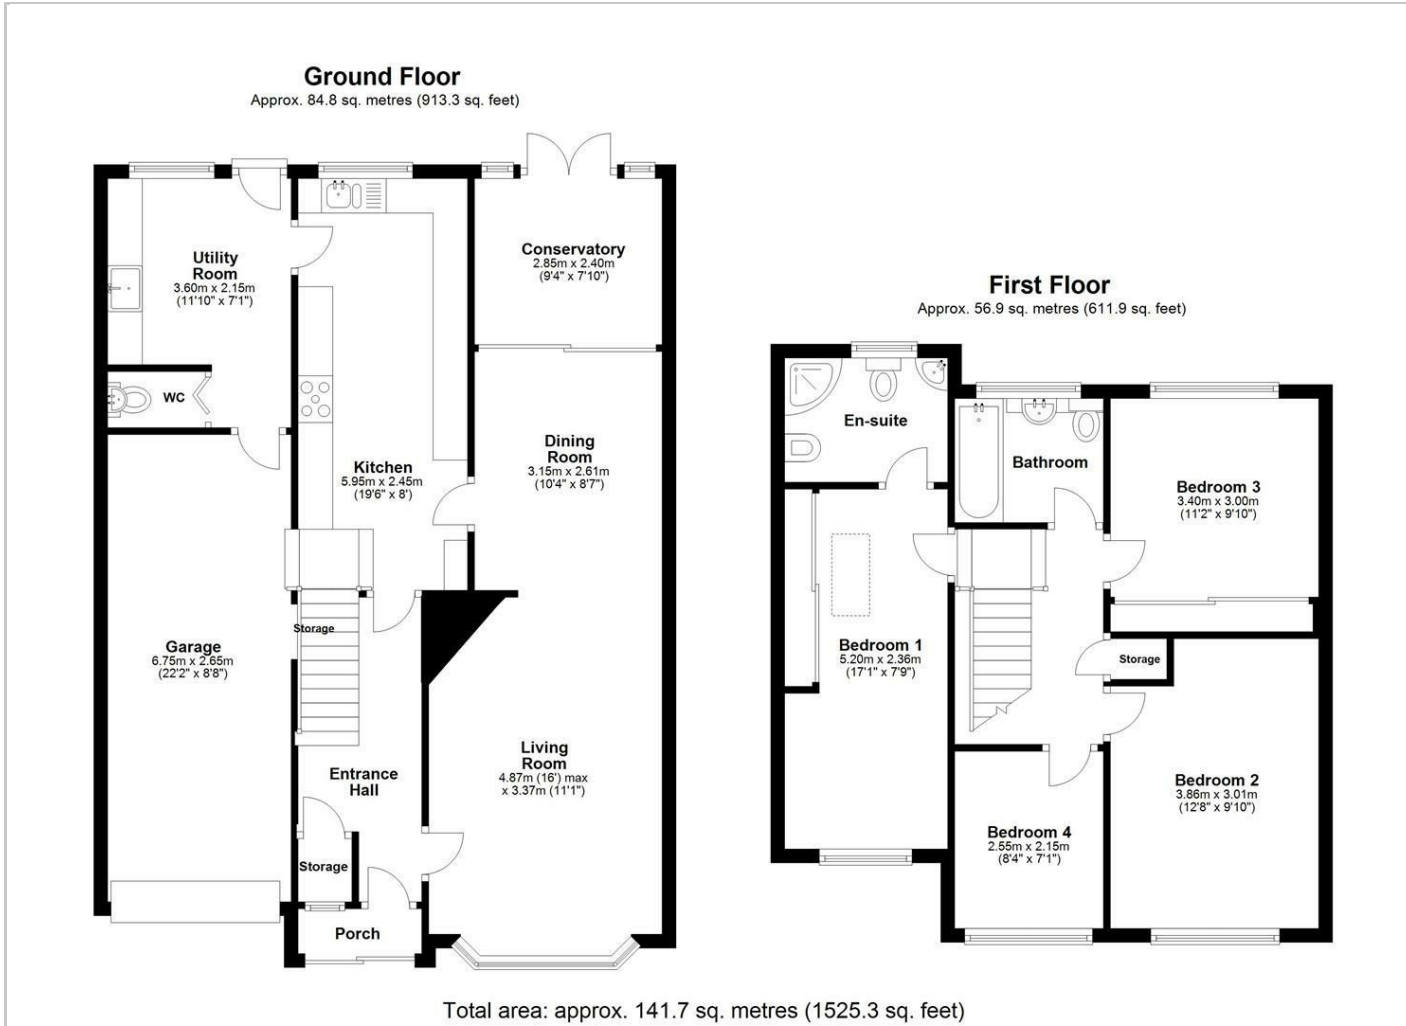 Ground Floor
Approx. 84.8 sq. metres (913.3 sq. feet)
Utility
Room
3.60m x 2.15m
(11'10" x 7'1")
Conservatory
2.85m x 2.40m
(9'4" x 7'10")
WC
Kitchen
5.95m x 2.45m
(19'6" x 8')
Dining
Room
3.15m x 2.61m
(10'4" x 8'7")
Garage
6.75m x 2.65m
(22'2" x 8'8")
Storage
Entrance
Hall
Living
Room
4.87m (16') max
x 3.37m (11'1")
Storage
Porch
First Floor
Approx. 56.9 sq. metres (611.9 sq. feet)
En-suite
Bathroom
Bedroom 3
3.40m x 3.00m
(11'2" x 9'10")
Bedroom 1
5.20m x 2.36m
(17'1" x 7'9")
Storage
Bedroom 2
3.86m x 3.01m
(12'8" x 9'10")
Bedroom 4
2.55m x 2.15m
(8'4" x 7'1")
Total area: approx. 141.7 sq. metres (1525.3 sq. feet)